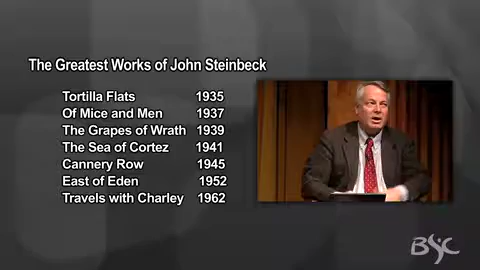 The Greatest Works of John Steinbeck
Tortilla Flats 1935
Of Mice and Men 1937
The Grapes of Wrath 1939
The Sea of Cortez 1941
Cannery Row 1945
East of Eden 1952
Travels with Charley 1962
BSC